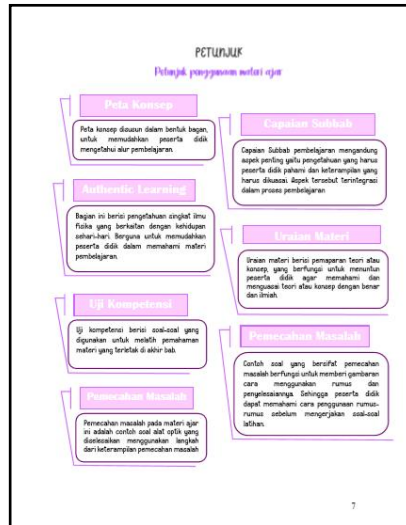 PETUNJUK
Petunjuk penggunaan materi ajar
Peta Konsep
Peta konsep disusun dalam bentuk bagan,
untuk memudahkan peserta didik
mengetahui alur pembelajaran.
Capaian Subbab
Capaian Subbab pembelajaran mengandung
aspek penting yaitu pengetahuan yang harus
peserta didik pahami dan keterampilan yang
harus dikuasai. Aspek tersebut terintegrasi
dalam proses pembelajaran
Authentic Learning
Bagian ini berisi pengetahuan singkat ilmu
fisika yang berkaitan dengan kehidupan
sehari-hari. Berguna untuk memudahkan
peserta didik dalam memahami materi
pembelajaran.
Uraian Materi
Uraian materi berisi pemaparan teori atau
konsep, yang berfungsi untuk menuntun
peserta didik agar memahami dan
menguasai teori atau konsep dengan benar
dan ilmiah.
Uji Kompetensi
Uji kompetensi berisi soal-soal yang
digunakan untuk melatih pemahaman
materi yang terletak di akhir bab.
Pemecahan Masalah
Contoh soal yang bersifat pemecahan
masalah berfungsi untuk memberi gambaran
cara menggunakan rumus dan
penyelesaiannya. Sehingga peserta didik
dapat memahami cara penggunaan rumus-
rumus sebelum mengerjakan soal-soal
latihan.
Pemecahan Masalah
Pemecahan masalah pada materi ajar
ini adalah contoh soal alat optik yang
diselesaikan menggunakan langkah
dari keterampilan pemecahan masalah
7